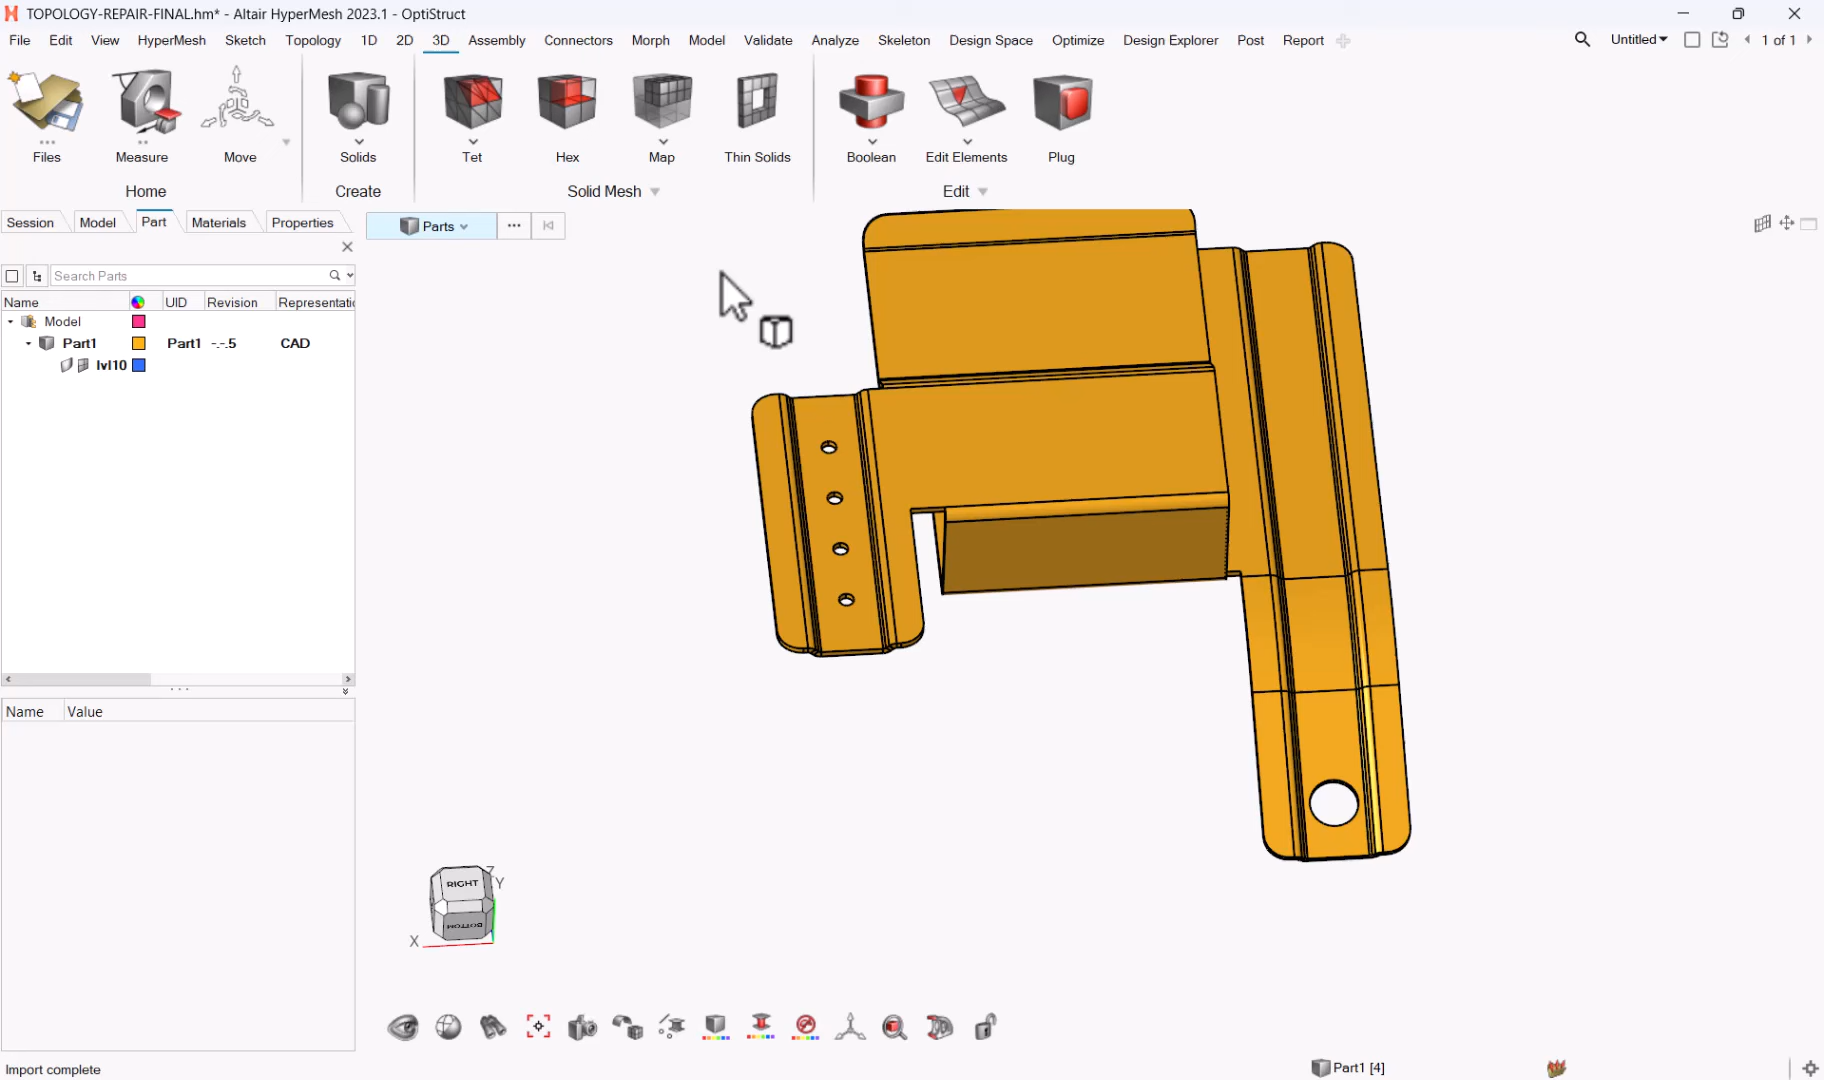 TOPOLOGY-REPAIR-FINAL.hm* - Altair HyperMesh 2023.1 - OptiStruct
File Edit View HyperMesh Sketch Topology 1D 2D 3D Assembly Connectors Morph Model Validate Analyze Skeleton Design Space Optimize Design Explorer Post Report Untitled 1 of 1
Files Measure Move Solids Tet Hex Map Thin Solids Boolean Edit Elements Plug
Home Create Solid Mesh Edit
Session Model Part Materials Properties
Parts
Search Parts
Name UID Revision Representatic
Model
Part1 Part1 -.-.5 CAD
lvl10
Name Value
RIGHT
BOTTOM
Z
Y
X
Import complete
Part1 [4]